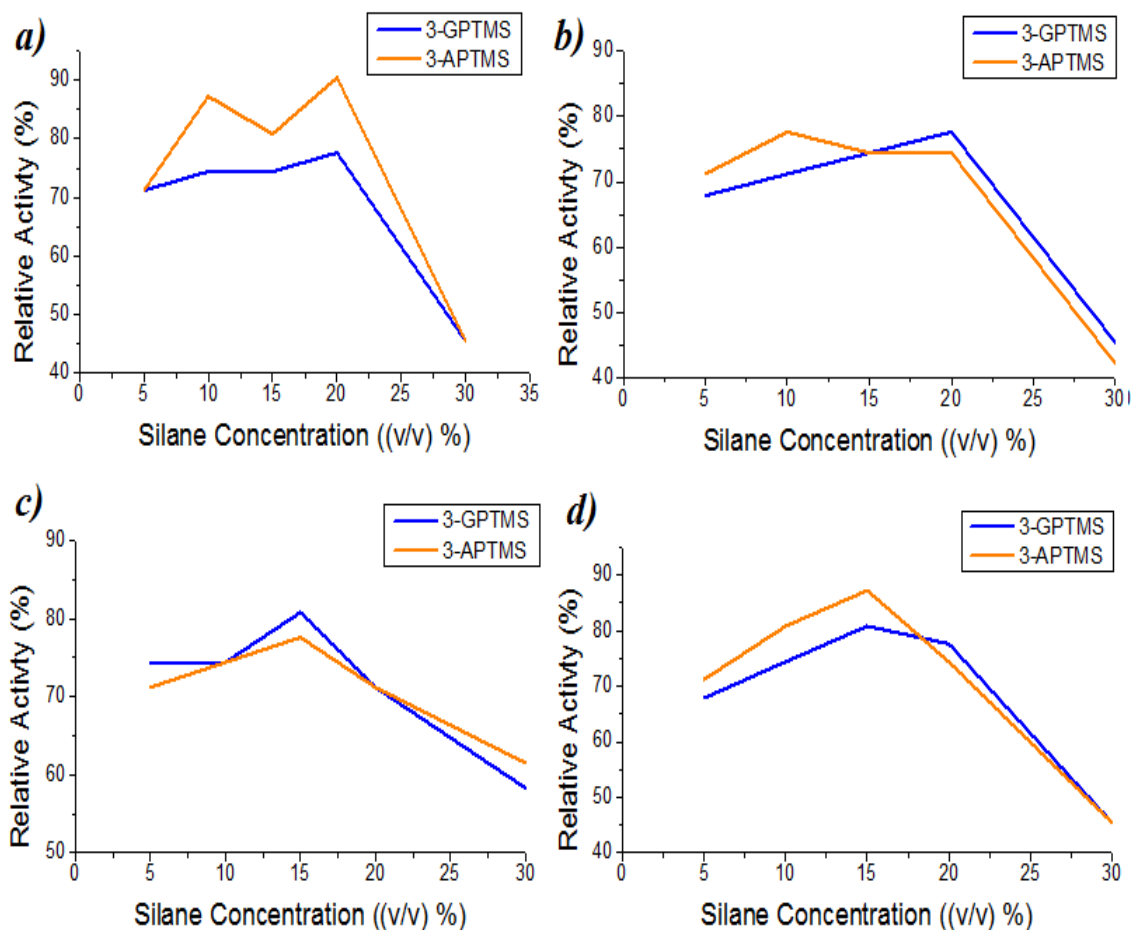 a)
3-GPTMS
3-APTMS
Relative Activty (%)
90
80
70
60
50
40
0 5 10 15 20 25 30 35
Silane Concentration ((v/v) %)
b)
3-GPTMS
3-APTMS
Relative Activty (%)
90
80
70
60
50
40
0 5 10 15 20 25 30
Silane Concentration ((v/v) %)
c)
3-GPTMS
3-APTMS
Relative Activty (%)
90
80
70
60
50
0 5 10 15 20 25 30
Silane Concentration ((v/v) %)
d)
3-GPTMS
3-APTMS
Relative Activty (%)
90
80
70
60
50
40
0 5 10 15 20 25 30
Silane Concentration ((v/v) %)